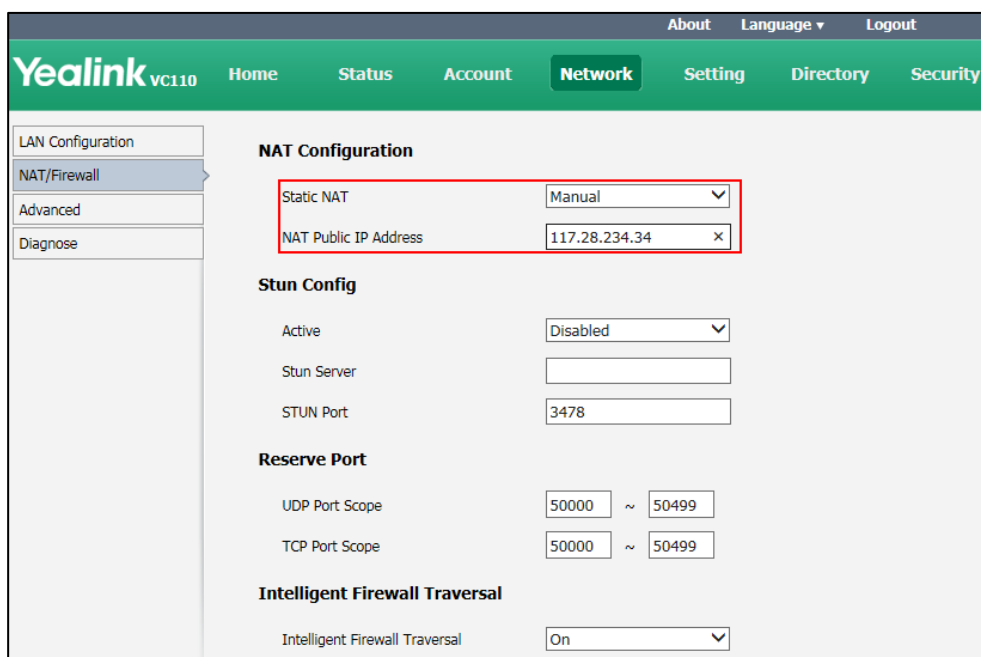 About Language ▾ Logout
Yealink VC110 Home Status Account Network Setting Directory Security
LAN Configuration
NAT/Firewall
Advanced
Diagnose
NAT Configuration
Static NAT Manual
NAT Public IP Address 117.28.234.34 ×
Stun Config
Active Disabled
Stun Server
STUN Port 3478
Reserve Port
UDP Port Scope 50000 ~ 50499
TCP Port Scope 50000 ~ 50499
Intelligent Firewall Traversal
Intelligent Firewall Traversal On